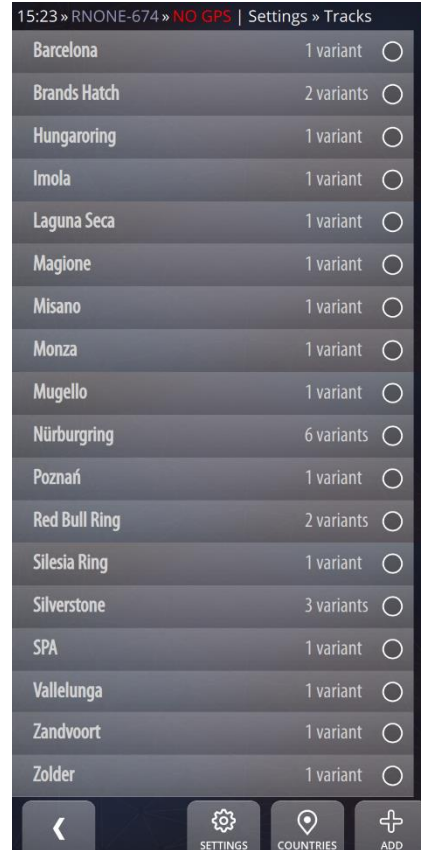 15:23 » RNONE-674 » NO GPS | Settings » Tracks
Barcelona 1 variant
Brands Hatch 2 variants
Hungaroring 1 variant
Imola 1 variant
Laguna Seca 1 variant
Magione 1 variant
Misano 1 variant
Monza 1 variant
Mugello 1 variant
Nürburgring 6 variants
Poznań 1 variant
Red Bull Ring 2 variants
Silesia Ring 1 variant
Silverstone 3 variants
SPA 1 variant
Vallelunga 1 variant
Zandvoort 1 variant
Zolder 1 variant
SETTINGS COUNTRIES ADD